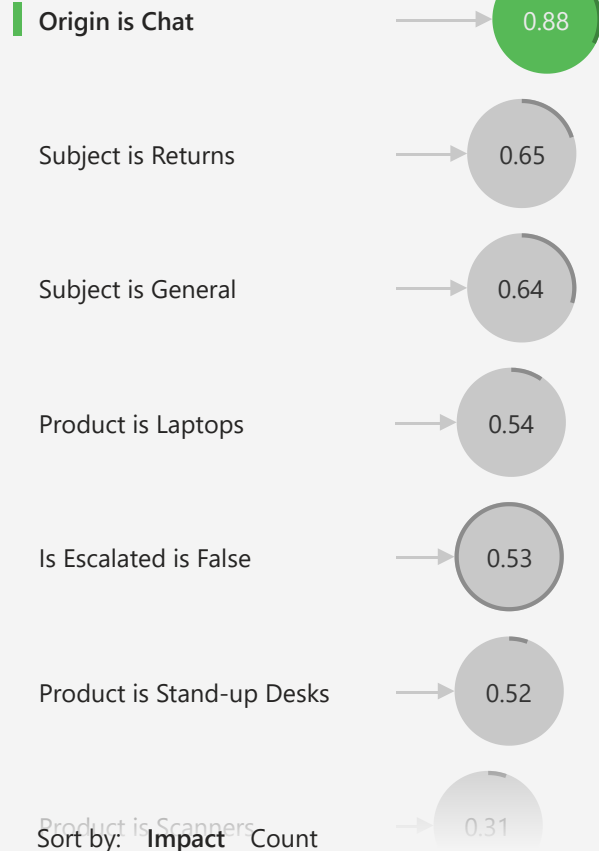 Origin is Chat 0.88
Subject is Returns 0.65
Subject is General 0.64
Product is Laptops 0.54
Is Escalated is False 0.53
Product is Stand-up Desks 0.52
Product is Scanners 0.31
Sort by: Impact Count